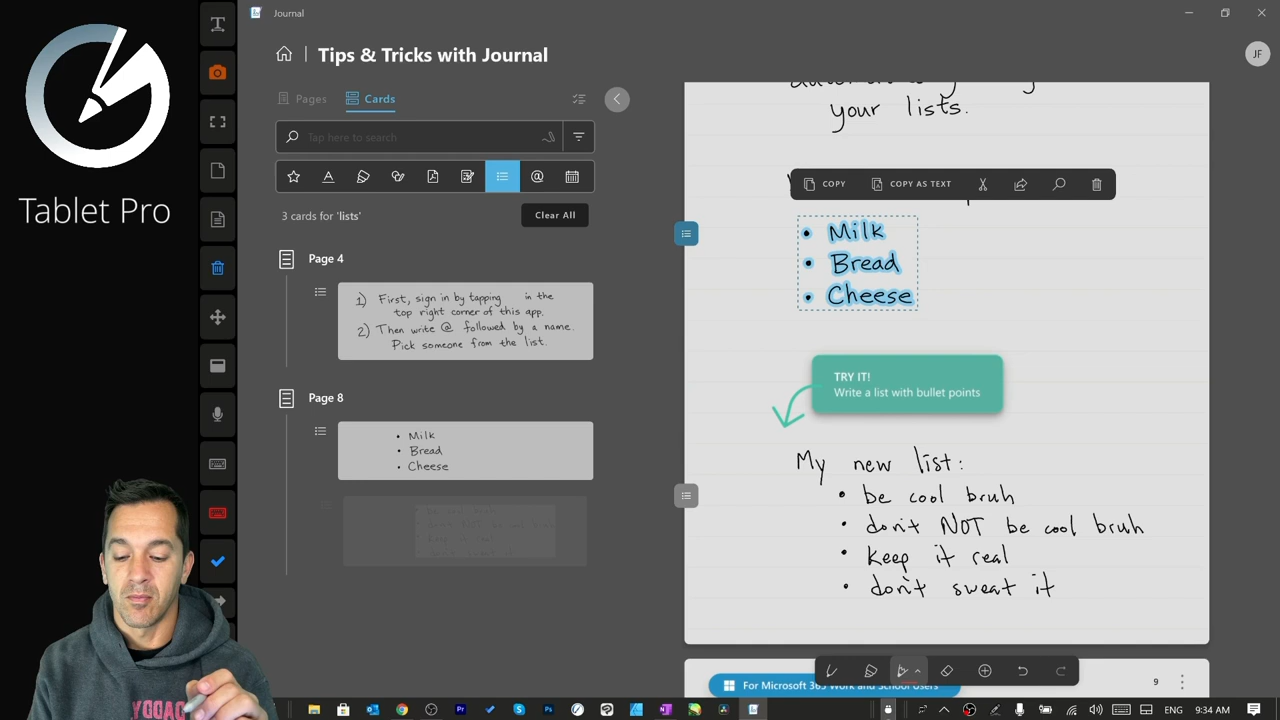 Journal
Tips & Tricks with Journal
JF
Tablet Pro
Pages
Cards
Tap here to search
3 cards for 'lists'
Clear All
Page 4
1) First, sign in by tapping in the
top right corner of this app.
2) Then write @ followed by a name.
Pick someone from the list.
Page 8
• Milk
• Bread
• Cheese
your lists.
COPY
COPY AS TEXT
• Milk
• Bread
• Cheese
TRY IT!
Write a list with bullet points
My new list:
• be cool bruh
• don't NOT be cool bruh
• keep it real
• don't sweat it
For Microsoft 365 Work and School Users
9
DADDY
ENG
9:34 AM